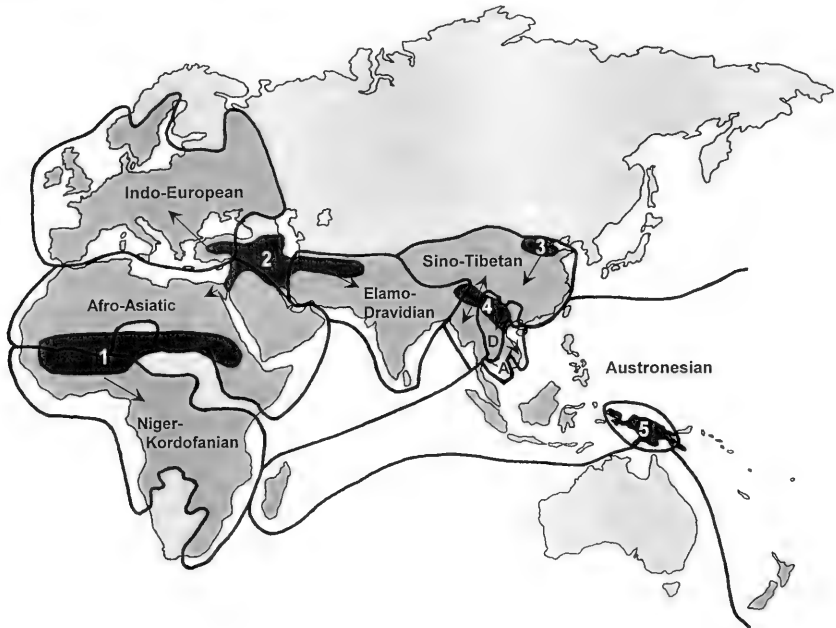 Indo-European
2
3
Sino-Tibetan
Afro-Asiatic
Elamo-
Dravidian
4
D
A
1
Austronesian
Niger-
Kordofanian
5